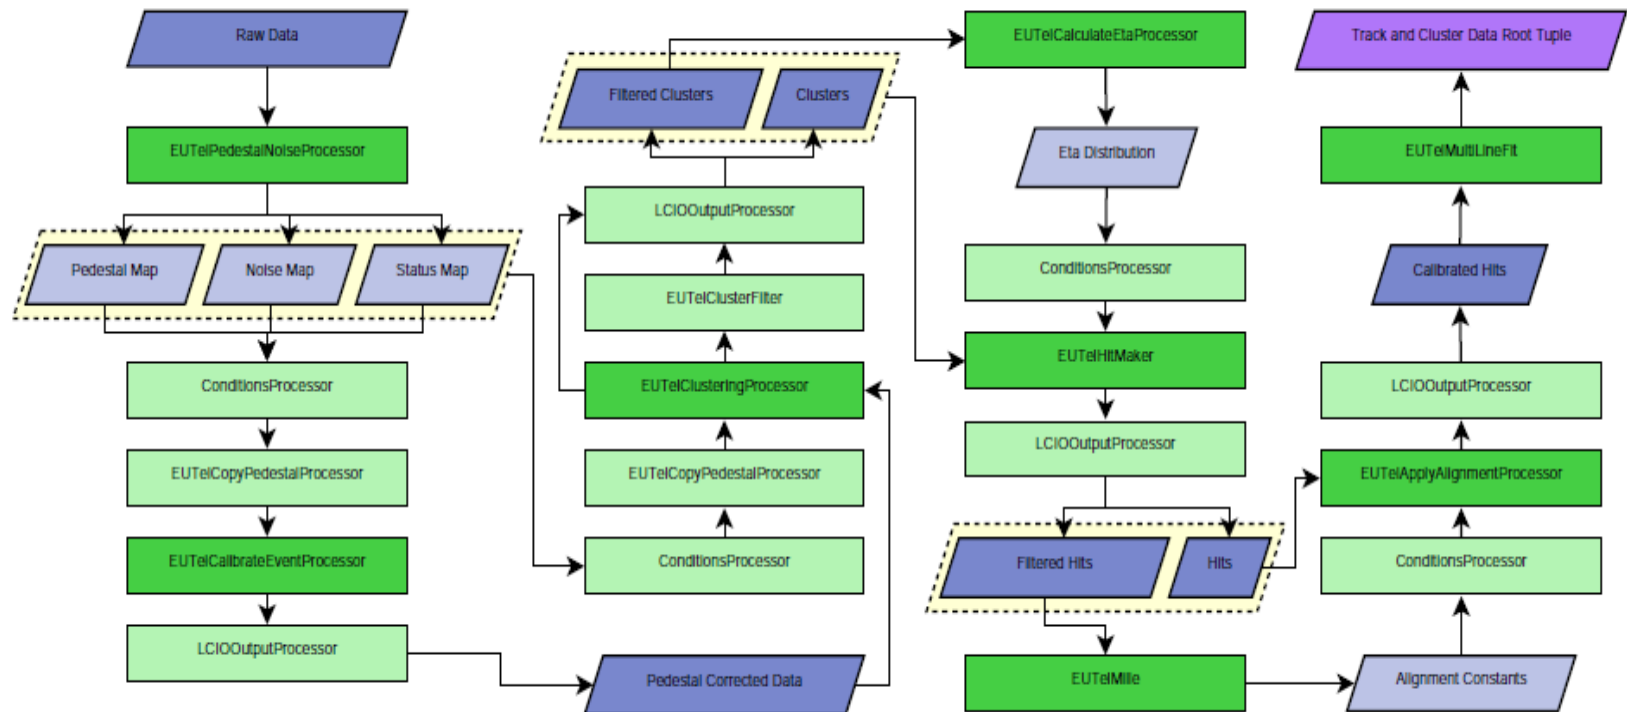 Raw Data
EUTelPedestalNoiseProcessor
Pedestal Map
Noise Map
Status Map
ConditionsProcessor
EUTelCopyPedestalProcessor
EUTelCalibrateEventProcessor
LCIOOutputProcessor
Filtered Clusters
Clusters
LCIOOutputProcessor
EUTelClusterFilter
EUTelClusteringProcessor
EUTelCopyPedestalProcessor
ConditionsProcessor
Pedestal Corrected Data
EUTelCalculateEtaProcessor
Eta Distribution
ConditionsProcessor
EUTelHitMaker
LCIOOutputProcessor
Filtered Hits
Hits
EUTelMille
Track and Cluster Data Root Tuple
EUTelMultiLineFit
Calibrated Hits
LCIOOutputProcessor
EUTelApplyAlignmentProcessor
ConditionsProcessor
Alignment Constants